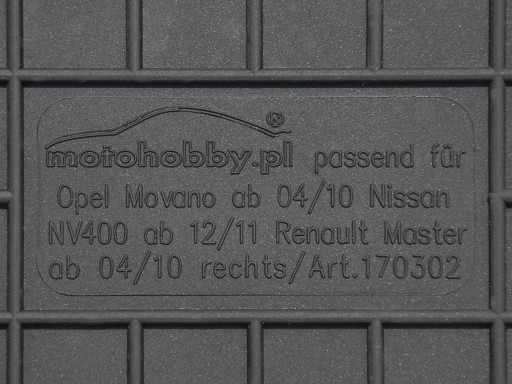 motohobby.pl ® passend für
Opel Movano ab 04/10 Nissan
NV400 ab 12/11 Renault Master
ab 04/10 rechts/Art.170302